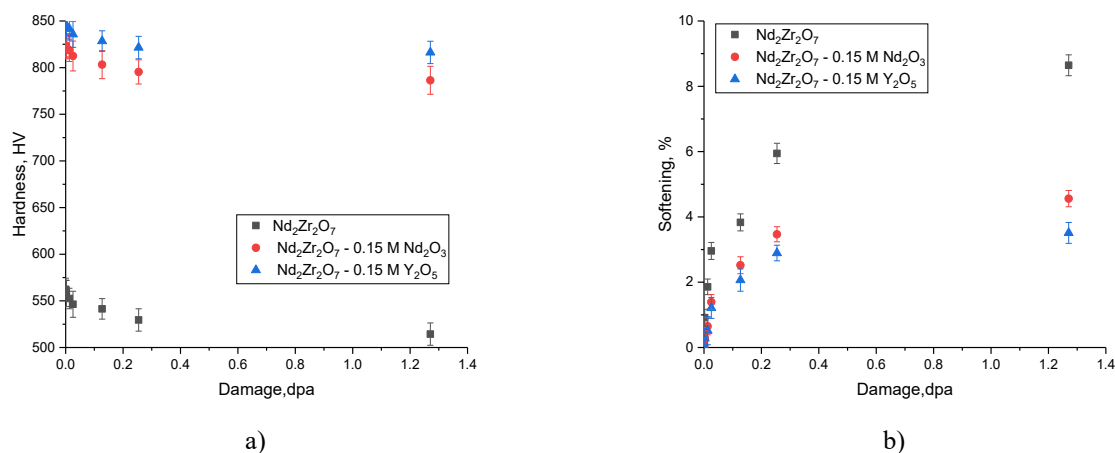 850
800
750
700
650
600
550
500
Hardness, HV
Nd₂Zr₂O₇
Nd₂Zr₂O₇ - 0.15 M Nd₂O₃
Nd₂Zr₂O₇ - 0.15 M Y₂O₅
0.0 0.2 0.4 0.6 0.8 1.0 1.2 1.4
Damage,dpa
a)
10
8
6
4
2
0
Softening, %
Nd₂Zr₂O₇
Nd₂Zr₂O₇ - 0.15 M Nd₂O₃
Nd₂Zr₂O₇ - 0.15 M Y₂O₅
0.0 0.2 0.4 0.6 0.8 1.0 1.2 1.4
Damage,dpa
b)